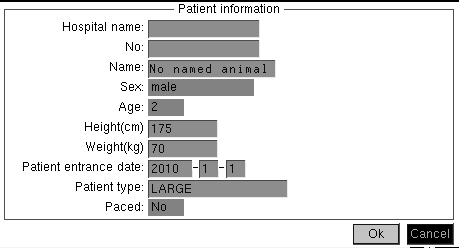 Patient information
Hospital name:
No:
Name: No named animal
Sex: male
Age: 2
Height(cm) 175
Weight(kg) 70
Patient entrance date: 2010 - 1 - 1
Patient type: LARGE
Paced: No
Ok Cancel